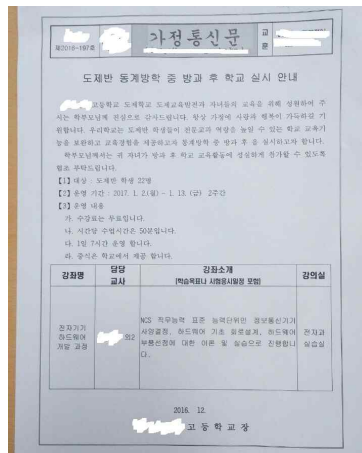 제2016-197호
가정통신문
교
훈
도제반 동계방학 중 방과 후 학교 실시 안내
고등학교 도제학교 도제교육발전과 자녀들의 교육을 위해 성원하여 주
시는 학부모님께 진심으로 감사드립니다. 항상 가정에 사랑과 행복이 가득하길 기
원합니다. 우리학교는 도제반 학생들이 전문교과 역량을 높일 수 있는 학교 교육기
능을 보완하고 교육경험을 제공하고자 동계방학 중 방과 후 을 실시하고자 합니다.
학부모님께서는 귀 자녀가 방과 후 학교 교육활동에 성실하게 참가할 수 있도록
협조 부탁드립니다.
【1】대상 : 도제반 학생 22명
【2】운영 기간 : 2017. 1. 2.(월) ~ 1. 13. (금) 2주간
【3】운영 내용
가. 수강료는 무료입니다.
나. 시간당 수업시간은 50분입니다.
다. 1일 7시간 운영 합니다.
라. 중식은 학교에서 제공 합니다.
강좌명 담당교사 강좌소개 (학습목표나 시험응시일정 포함) 강의실
전자기기 하드웨어 개발 과정
외2
NCS 직무능력 표준 능력단위인 정보통신기기
사양결정, 하드웨어 기초 회로설계, 하드웨어
부품선정에 대한 이론 및 실습으로 진행합니
다.
전자과 실습실
2016. 12.
고등학교장